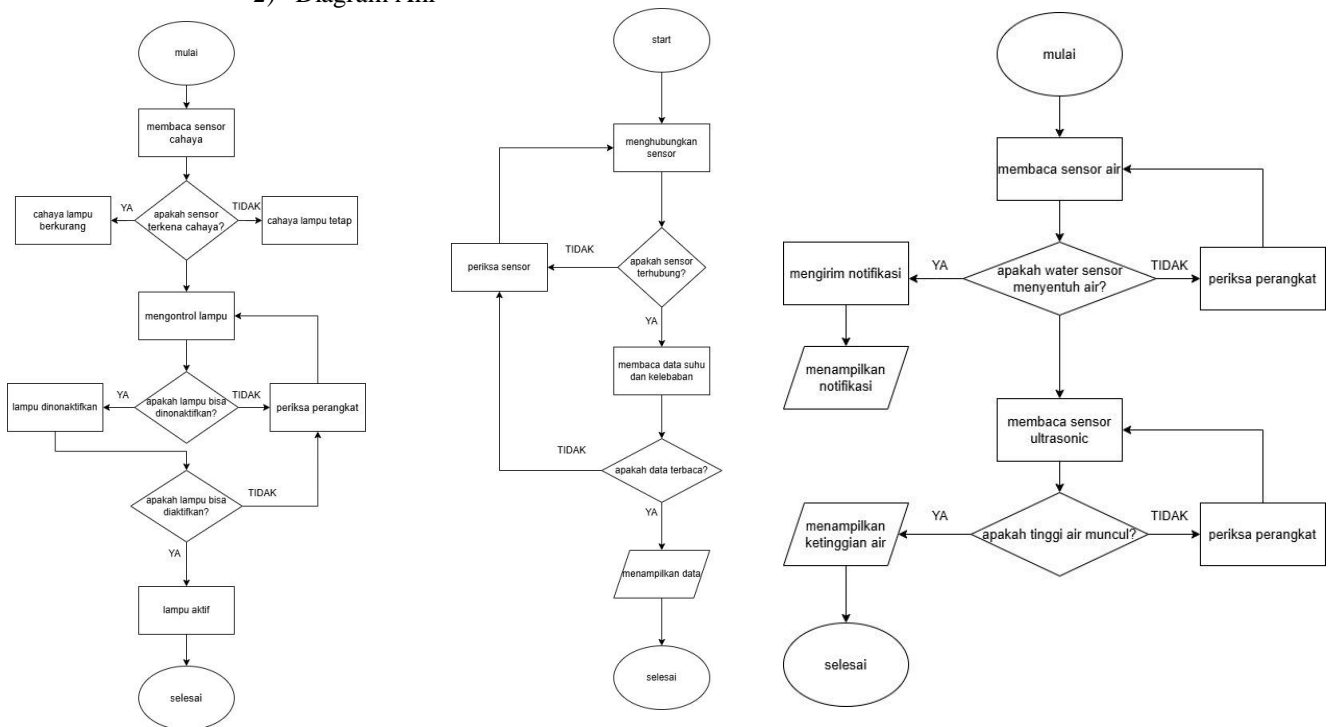 mulai
membaca sensor
cahaya
apakah sensor
terkena cahaya?
YA
TIDAK
cahaya lampu
berkurang
cahaya lampu tetap
mengontrol lampu
apakah lampu bisa
dinonaktifkan?
YA
TIDAK
lampu dinonaktifkan
periksa perangkat
apakah lampu bisa
diaktifkan?
TIDAK
YA
lampu aktif
selesai
start
menghubungkan
sensor
apakah sensor
terhubung?
TIDAK
periksa sensor
YA
membaca data suhu
dan kelebaban
apakah data terbaca?
TIDAK
YA
menampilkan data
selesai
mulai
membaca sensor air
apakah water sensor
menyentuh air?
YA
TIDAK
mengirim notifikasi
periksa perangkat
menampilkan
notifikasi
membaca sensor
ultrasonic
apakah tinggi air muncul?
YA
TIDAK
menampilkan
ketinggian air
periksa perangkat
selesai